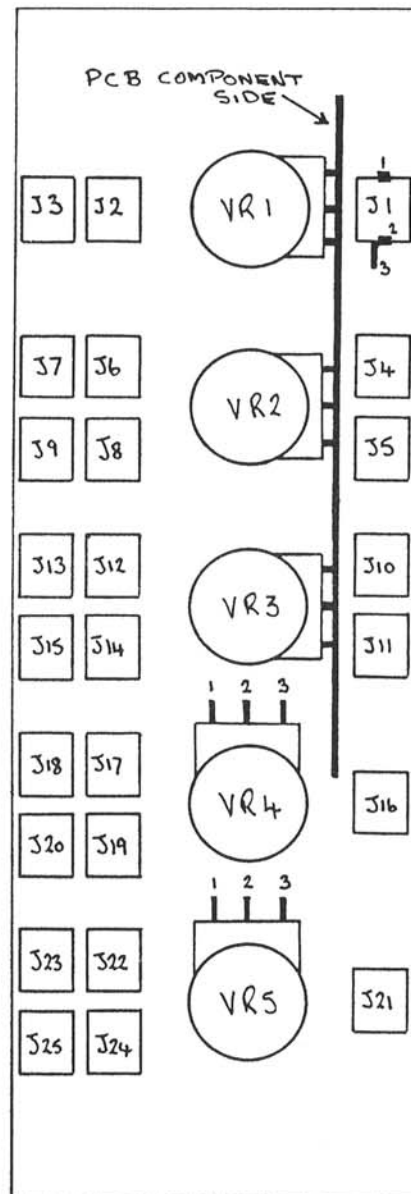 PCB COMPONENT
SIDE
J3 J2 VR1 1 J1 2 3
J7 J6 VR2 J4
J9 J8 J5
J13 J12 VR3 J10
J15 J14 J11
1 2 3
J18 J17 VR4 J16
J20 J19
1 2 3
J23 J22 VR5 J21
J25 J24